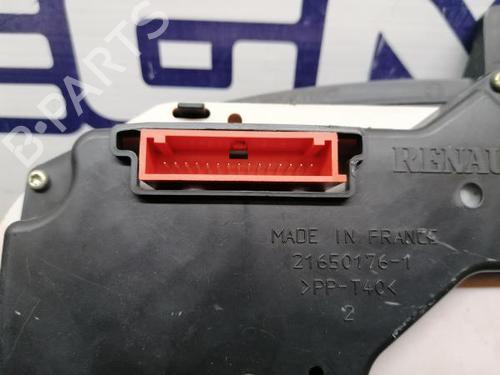 B-PARTS
RENAU
MADE IN FRANCE
21650176-1
>PP-T40<
2